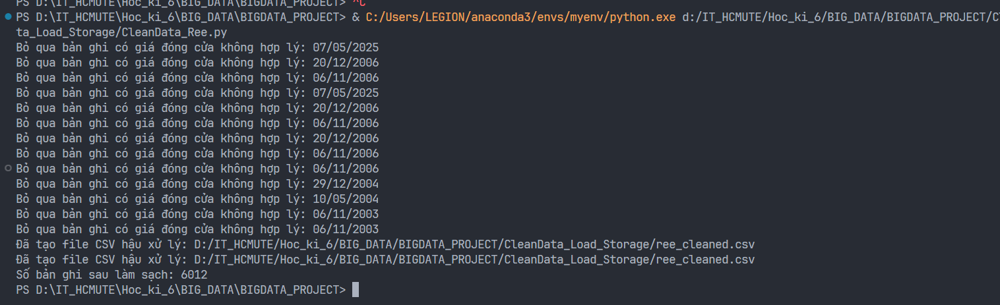 PS D:\IT_HCMUTE\Hoc_ki_6\BIG_DATA\BIGDATA_PROJECT> ^C
PS D:\IT_HCMUTE\Hoc_ki_6\BIG_DATA\BIGDATA_PROJECT> & C:/Users/LEGION/anaconda3/envs/myenv/python.exe d:/IT_HCMUTE/Hoc_ki_6/BIG_DATA/BIGDATA_PROJECT/Cl
ta_Load_Storage/CleanData_Ree.py
Bỏ qua bản ghi có giá đóng cửa không hợp lý: 07/05/2025
Bỏ qua bản ghi có giá đóng cửa không hợp lý: 20/12/2006
Bỏ qua bản ghi có giá đóng cửa không hợp lý: 06/11/2006
Bỏ qua bản ghi có giá đóng cửa không hợp lý: 07/05/2025
Bỏ qua bản ghi có giá đóng cửa không hợp lý: 20/12/2006
Bỏ qua bản ghi có giá đóng cửa không hợp lý: 06/11/2006
Bỏ qua bản ghi có giá đóng cửa không hợp lý: 20/12/2006
Bỏ qua bản ghi có giá đóng cửa không hợp lý: 06/11/2006
Bỏ qua bản ghi có giá đóng cửa không hợp lý: 06/11/2006
Bỏ qua bản ghi có giá đóng cửa không hợp lý: 29/12/2004
Bỏ qua bản ghi có giá đóng cửa không hợp lý: 10/05/2004
Bỏ qua bản ghi có giá đóng cửa không hợp lý: 06/11/2003
Bỏ qua bản ghi có giá đóng cửa không hợp lý: 06/11/2003
Đã tạo file CSV hậu xử lý: D:/IT_HCMUTE/Hoc_ki_6/BIG_DATA/BIGDATA_PROJECT/CleanData_Load_Storage/ree_cleaned.csv
Đã tạo file CSV hậu xử lý: D:/IT_HCMUTE/Hoc_ki_6/BIG_DATA/BIGDATA_PROJECT/CleanData_Load_Storage/ree_cleaned.csv
Số bản ghi sau làm sạch: 6012
PS D:\IT_HCMUTE\Hoc_ki_6\BIG_DATA\BIGDATA_PROJECT>